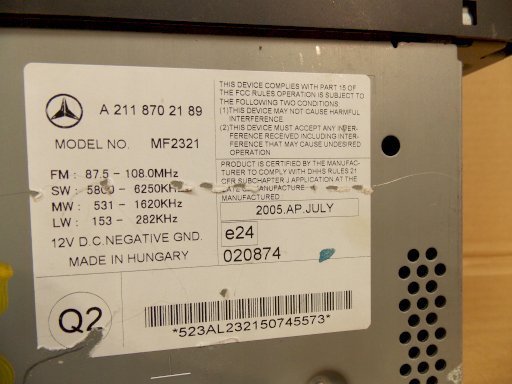 A 211 870 21 89
MODEL NO. MF2321
FM : 87.5 - 108.0MHz
SW : 5800 - 6250KHz
MW : 531 - 1620KHz
LW : 153 - 282KHz
12V D.C. NEGATIVE GND.
MADE IN HUNGARY
THIS DEVICE COMPLIES WITH PART 15 OF
THE FCC RULES OPERATION IS SUBJECT TO
THE FOLLOWING TWO CONDITIONS
(1)THIS DEVICE MAY NOT CAUSE HARMFUL
INTERFERENCE
(2)THIS DEVICE MUST ACCEPT ANY INTER-
FERENCE RECEIVED INCLUDING INTER-
FERENCE THAT MAY CAUSE UNDESIRED
OPERATION
PRODUCT IS CERTIFIED BY THE MANUFAC-
TURER TO COMPLY WITH DHHS RULES 21
CFR SUBCHAPTER J APPLICATION AT THE
OF MANUFACTURE
MANUFACTURED
2005.AP.JULY
e24
020874
Q2
*523AL232150745573*